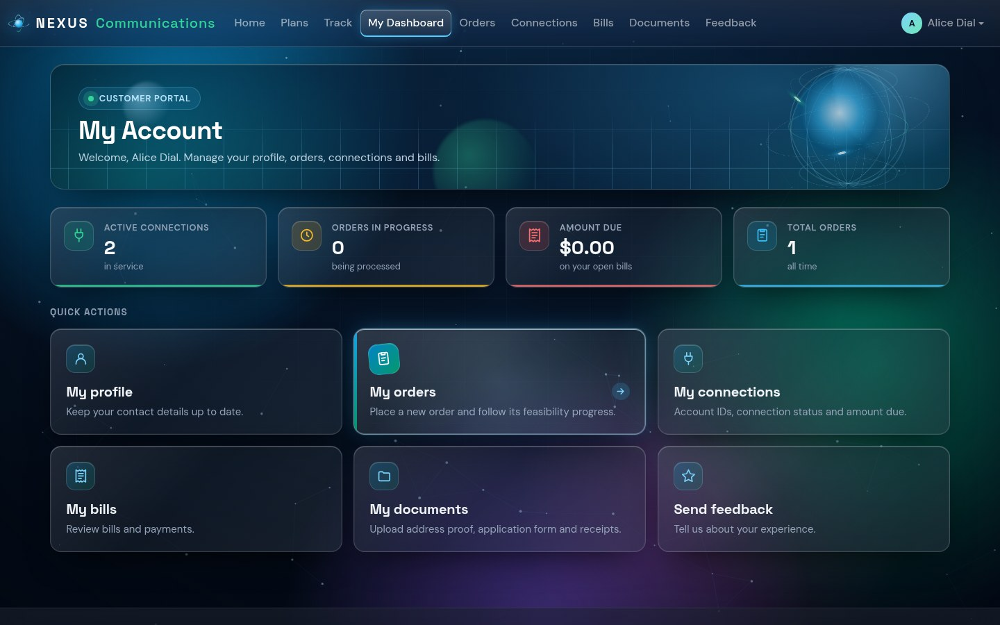 NEXUS Communications Home Plans Track My Dashboard Orders Connections Bills Documents Feedback A Alice Dial
CUSTOMER PORTAL
My Account
Welcome, Alice Dial. Manage your profile, orders, connections and bills.
ACTIVE CONNECTIONS
2
in service
ORDERS IN PROGRESS
0
being processed
AMOUNT DUE
$0.00
on your open bills
TOTAL ORDERS
1
all time
QUICK ACTIONS
My profile
Keep your contact details up to date.
My orders
Place a new order and follow its feasibility progress.
My connections
Account IDs, connection status and amount due.
My bills
Review bills and payments.
My documents
Upload address proof, application form and receipts.
Send feedback
Tell us about your experience.